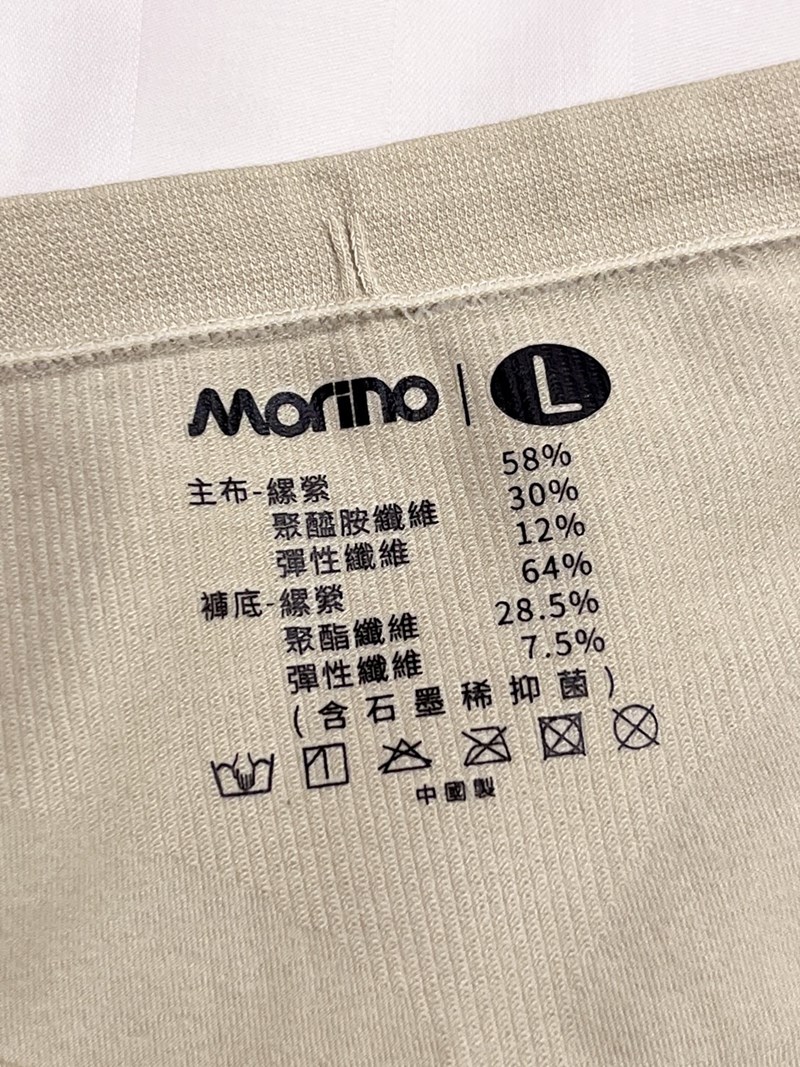 Morino | L
主布-縲縈 58%
聚醯胺纖維 30%
彈性纖維 12%
褲底-縲縈 64%
聚酯纖維 28.5%
彈性纖維 7.5%
(含石墨稀抑菌)
中國製